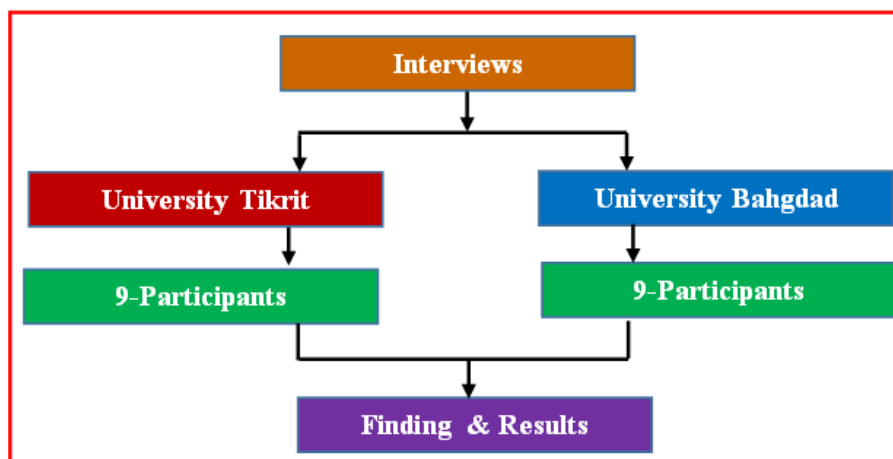 Interviews
University Tikrit
University Bahgdad
9-Participants
9-Participants
Finding & Results